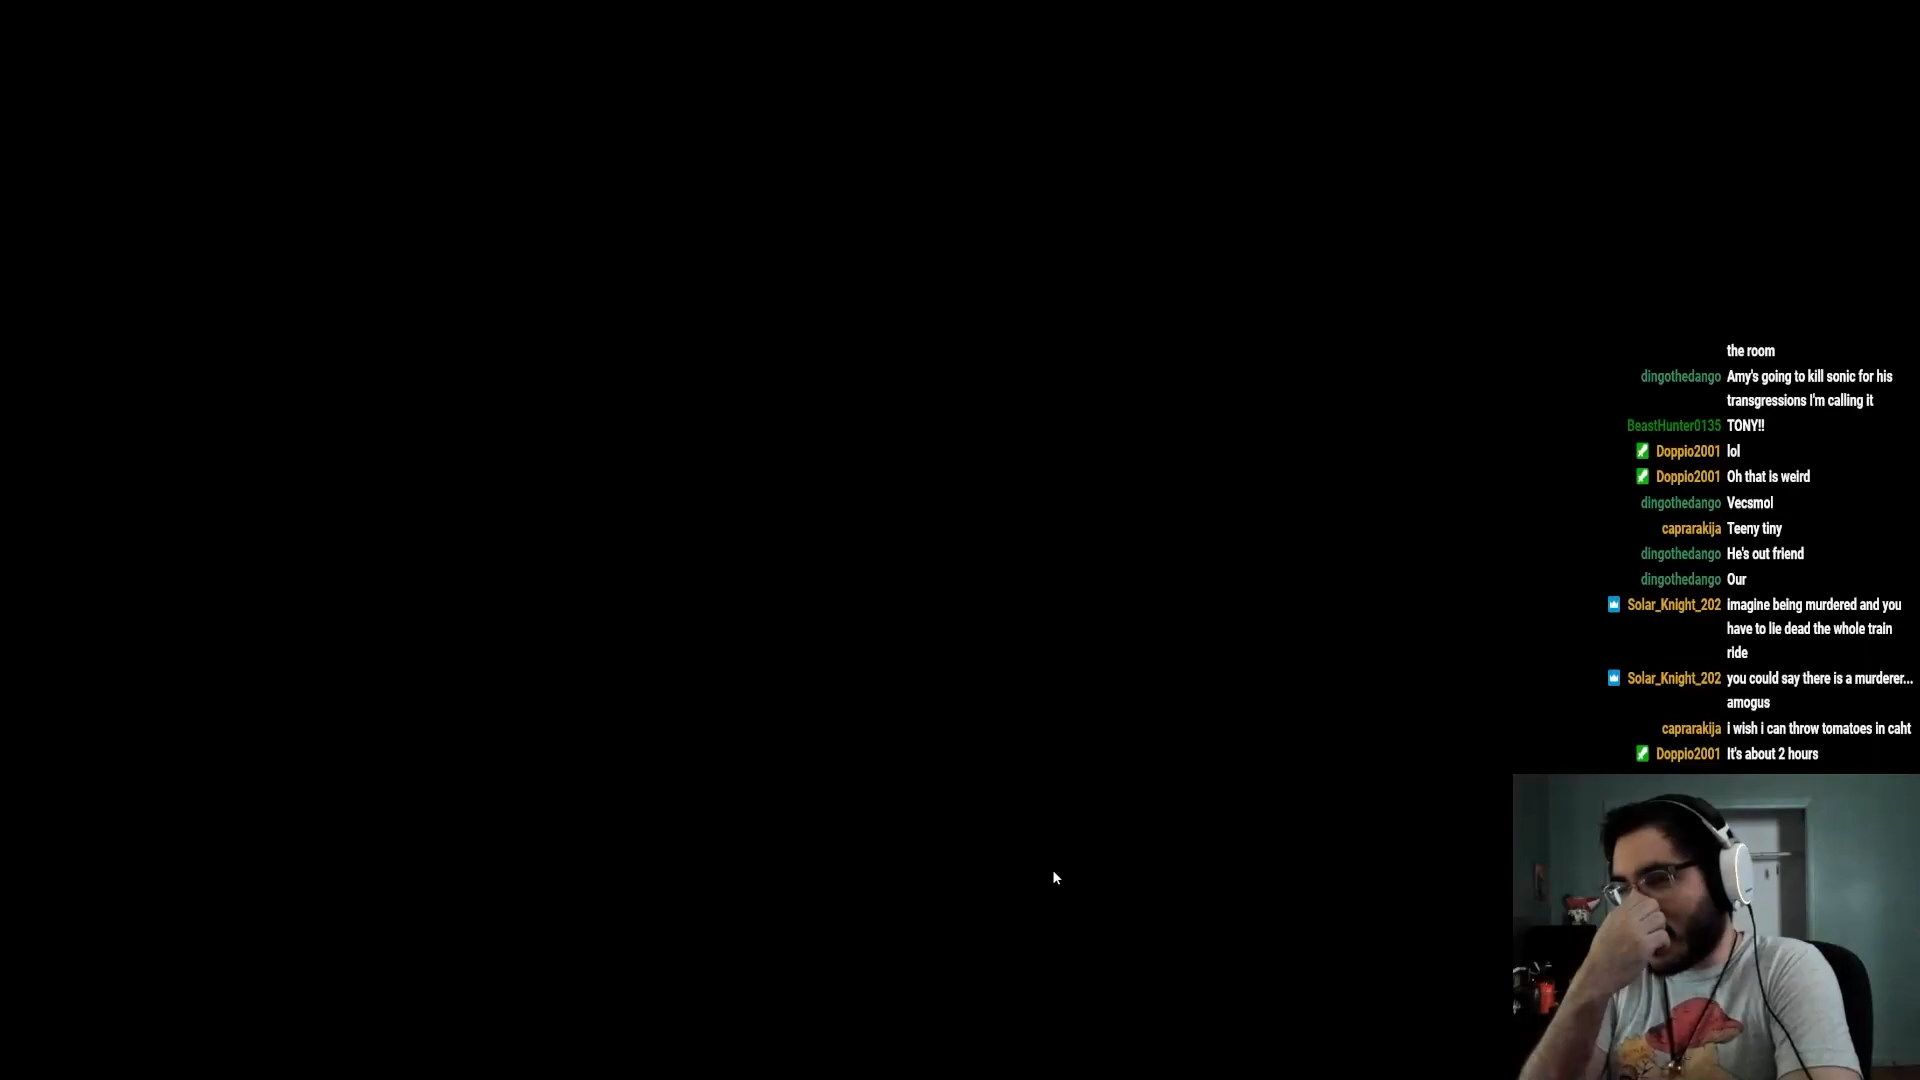 the room
dingothedango Amy's going to kill sonic for his
transgressions I'm calling it
BeastHunter0135 TONY!!
Doppio2001 lol
Doppio2001 Oh that is weird
dingothedango Vecsmol
caprarakija Teeny tiny
dingothedango He's out friend
dingothedango Our
Solar_Knight_202 imagine being murdered and you
have to lie dead the whole train
ride
Solar_Knight_202 you could say there is a murderer...
amogus
caprarakija i wish i can throw tomatoes in caht
Doppio2001 It's about 2 hours